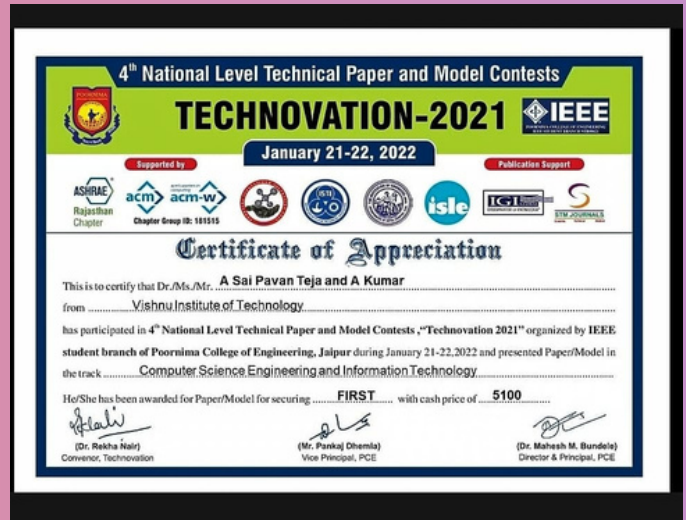 4th National Level Technical Paper and Model Contests
TECHNOVATION-2021
IEEE
POORNIMA
January 21-22, 2022
Supported by
Publication Support
ASHRAE
Rajasthan
Chapter
acm
acm-w
Chapter Group ID: 181515
ISTE
isle
IGI
STM JOURNALS
Certificate of Appreciation
This is to certify that Dr./Ms./Mr. A Sai Pavan Teja and A Kumar
from Vishnu Institute of Technology
has participated in 4th National Level Technical Paper and Model Contests ,"Technovation 2021" organized by IEEE
student branch of Poornima College of Engineering, Jaipur during January 21-22,2022 and presented Paper/Model in
the track Computer Science Engineering and Information Technology
He/She has been awarded for Paper/Model for securing FIRST with cash price of 5100
(Dr. Rekha Nair)
Convenor, Technovation
(Mr. Pankaj Dhemla)
Vice Principal, PCE
(Dr. Mahesh M. Bundele)
Director & Principal, PCE